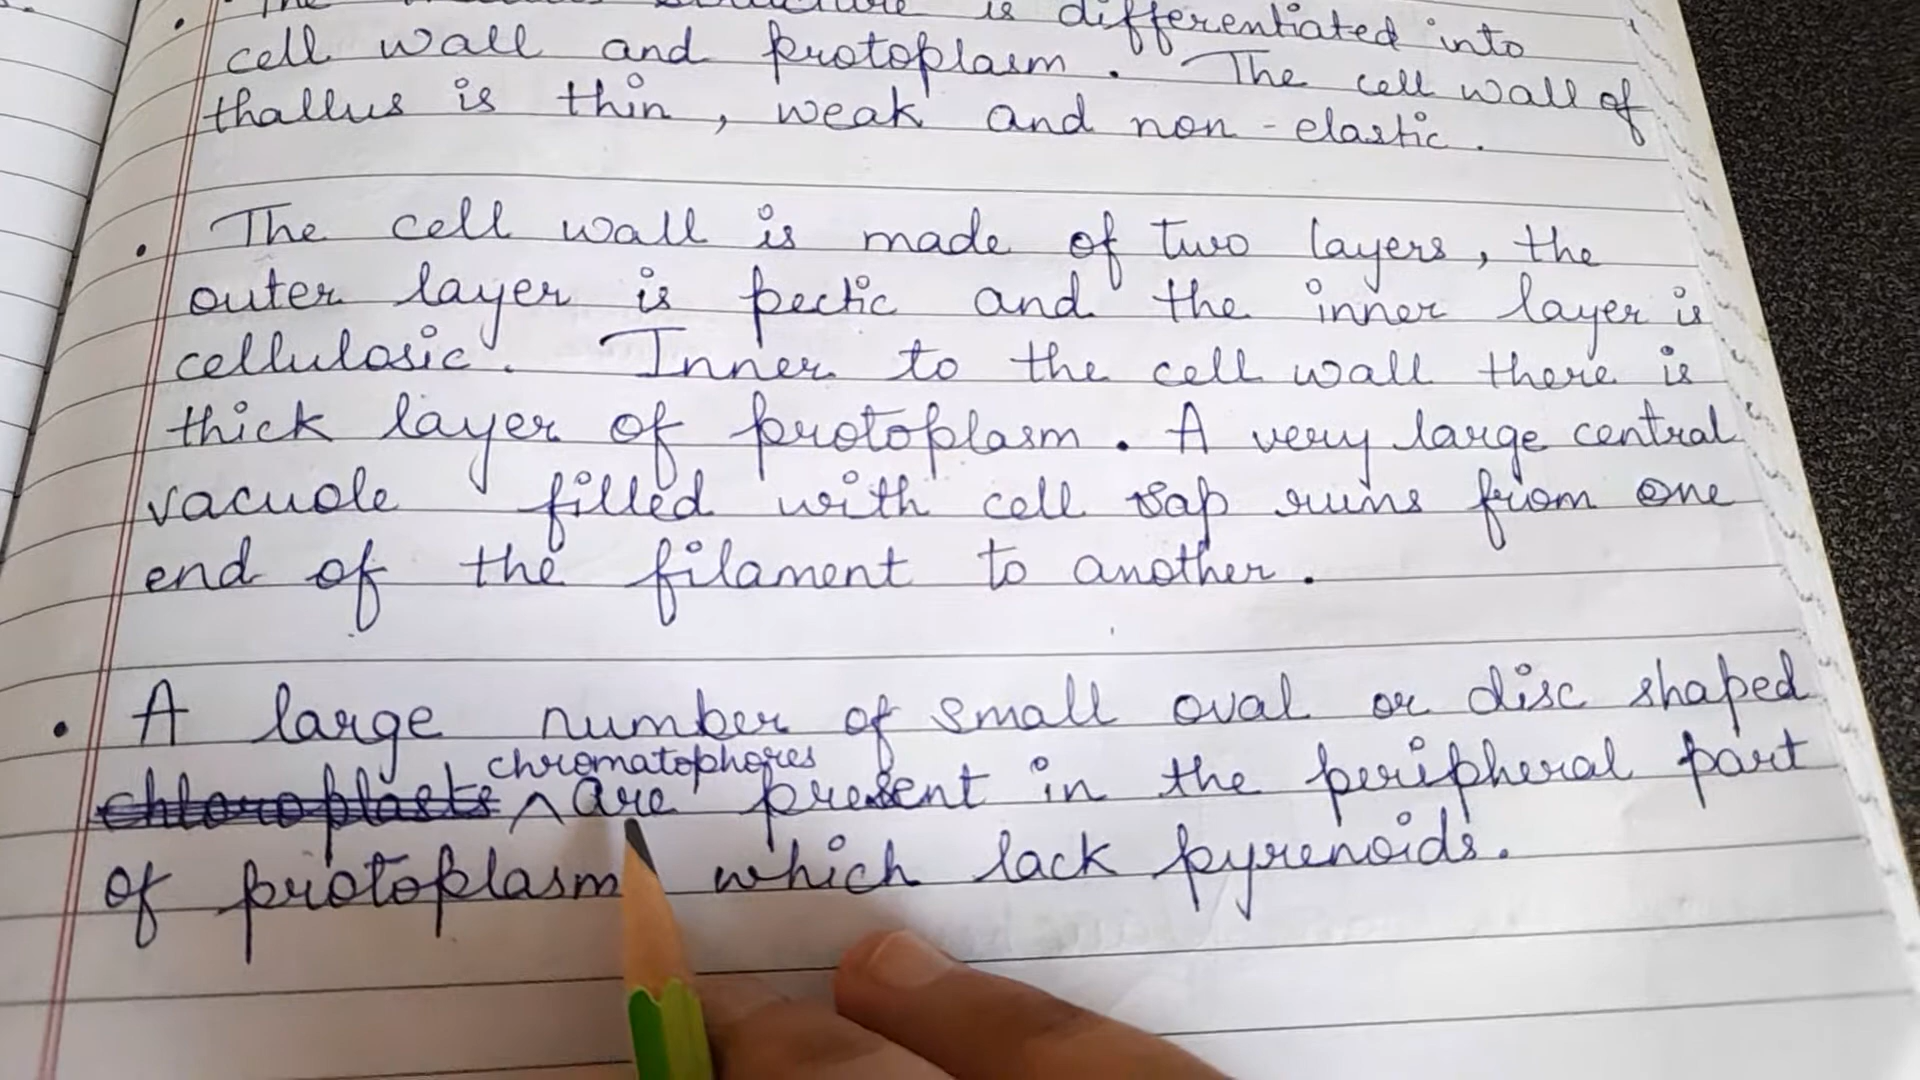 • The structure is differentiated into
cell wall and protoplasm. The cell wall of
thallus is thin, weak and non-elastic.
• The cell wall is made of two layers, the
outer layer is pectic and the inner layer is
cellulosic. Inner to the cell wall there is
thick layer of protoplasm. A very large central
vacuole filled with cell sap runs from one
end of the filament to another.
• A large number of small oval or disc shaped
chromatophores
chloroplasts ^ are present in the peripheral part
of protoplasm which lack pyrenoids.